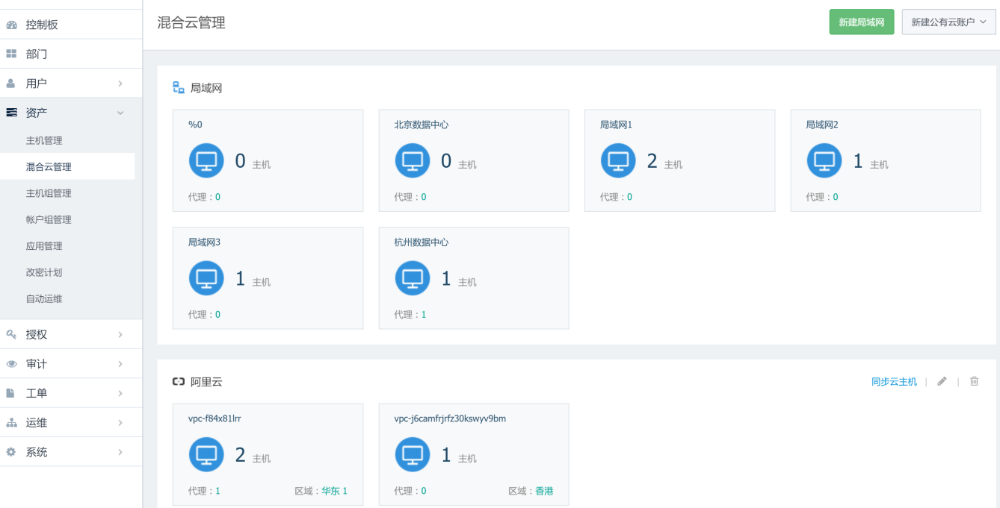 控制板
部门
用户
资产
主机管理
混合云管理
主机组管理
帐户组管理
应用管理
改密计划
自动运维
授权
审计
工单
运维
系统
混合云管理
新建局域网
新建公有云账户
局域网
%0
0 主机
代理：0
北京数据中心
0 主机
代理：0
局域网1
2 主机
代理：0
局域网2
1 主机
代理：0
局域网3
1 主机
代理：0
杭州数据中心
1 主机
代理：1
阿里云
同步云主机
vpc-f84x81lrr
2 主机
代理：1 区域：华东 1
vpc-j6camfrjrfz30kswyv9bm
1 主机
代理：0 区域：香港